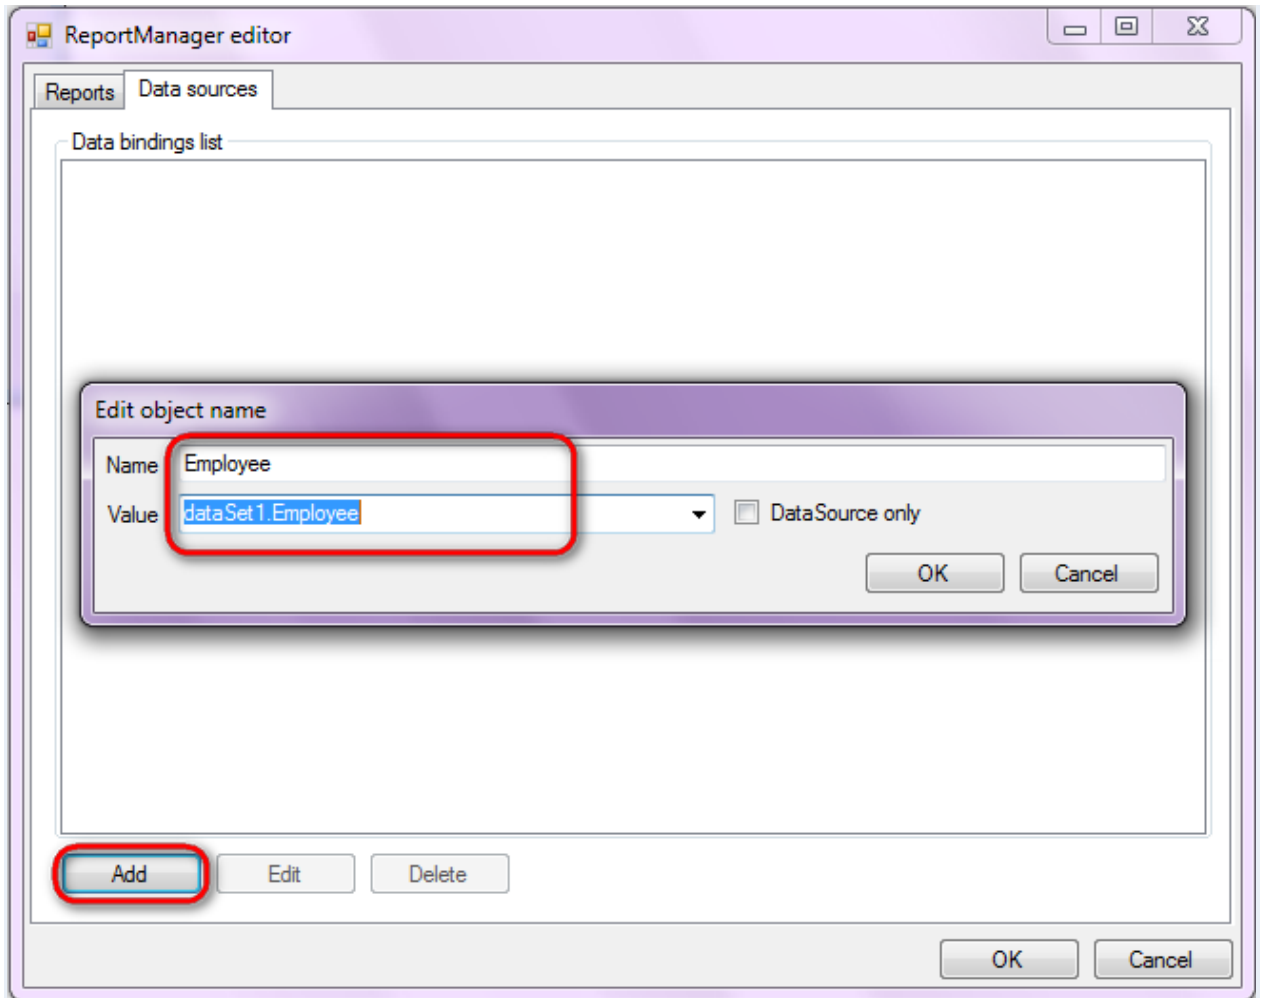 ReportManager editor
Reports Data sources
Data bindings list
Edit object name
Name Employee
Value dataSet1.Employee DataSource only
OK Cancel
Add Edit Delete
OK Cancel